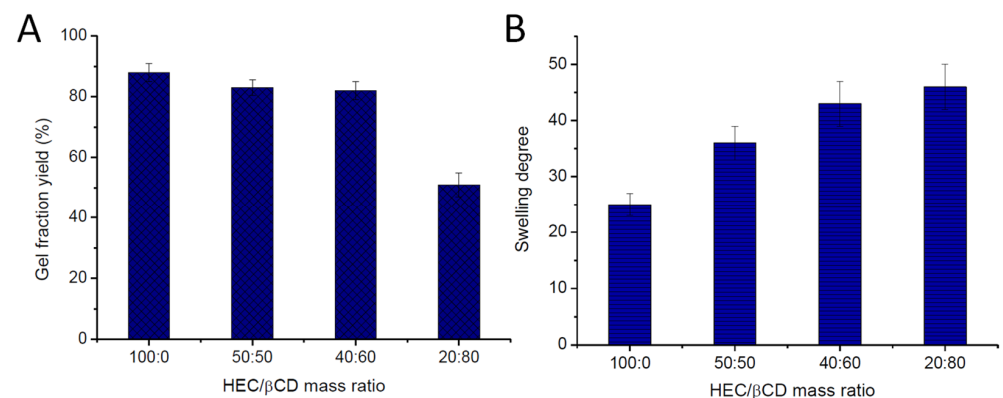 A
Gel fraction yield (%)
100
80
60
40
20
0
100:0 50:50 40:60 20:80
HEC/βCD mass ratio
B
Swelling degree
50
40
30
20
10
0
100:0 50:50 40:60 20:80
HEC/βCD mass ratio